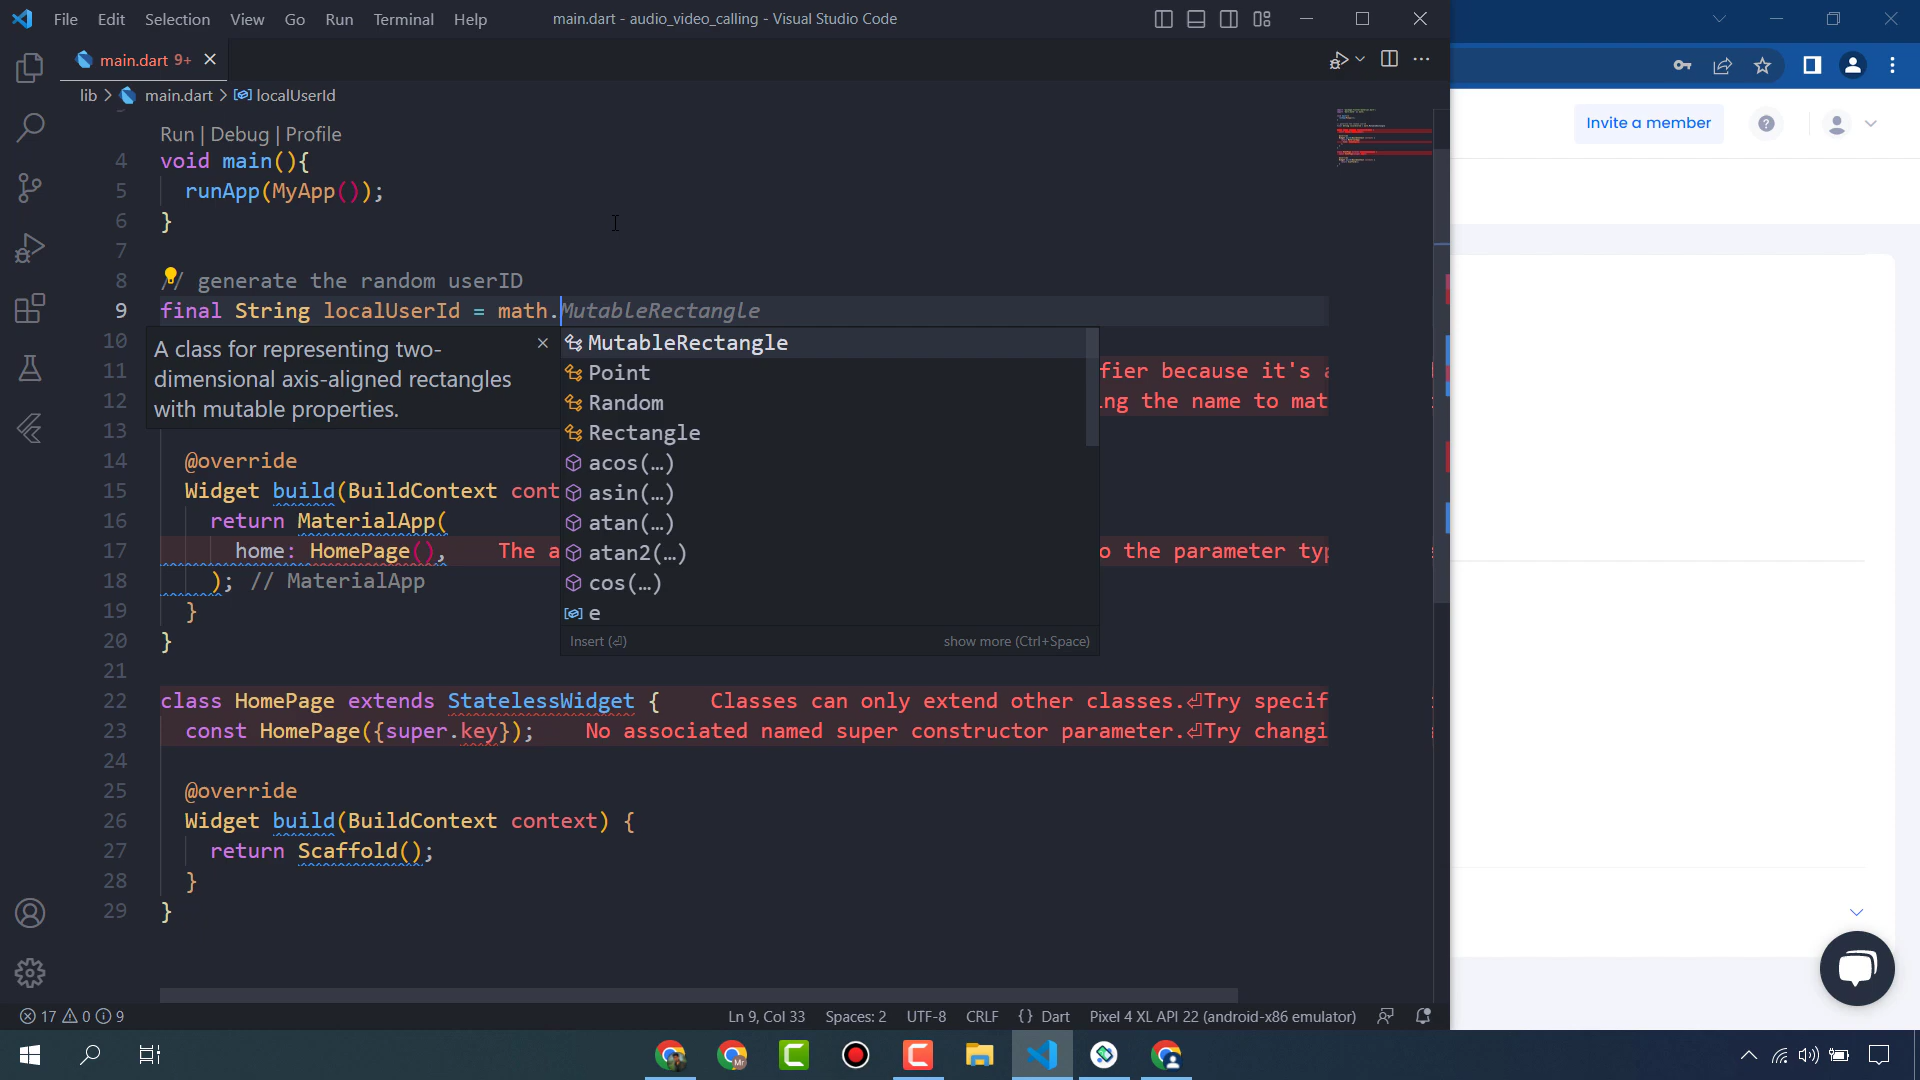 File Edit Selection View Go Run Terminal Help main.dart - audio_video_calling - Visual Studio Code
main.dart 9+
lib > main.dart > localUserId
Invite a member
Run | Debug | Profile
4 void main(){
5 runApp(MyApp());
6 }
7
8 // generate the random userID
9 final String localUserId = math.MutableRectangle
10
11 fier because it's a
12 ing the name to mat
13
A class for representing two-
dimensional axis-aligned rectangles
with mutable properties.
MutableRectangle
Point
Random
Rectangle
acos(…)
asin(…)
atan(…)
atan2(…)
cos(…)
e
Insert (⏎) show more (Ctrl+Space)
14 @override
15 Widget build(BuildContext cont
16 return MaterialApp(
17 home: HomePage(), The a o the parameter typ
18 ); // MaterialApp
19 }
20 }
21
22 class HomePage extends StatelessWidget { Classes can only extend other classes.⏎Try specif
23 const HomePage({super.key}); No associated named super constructor parameter.⏎Try changi
24
25 @override
26 Widget build(BuildContext context) {
27 return Scaffold();
28 }
29 }
17 0 9 Ln 9, Col 33 Spaces: 2 UTF-8 CRLF {} Dart Pixel 4 XL API 22 (android-x86 emulator)